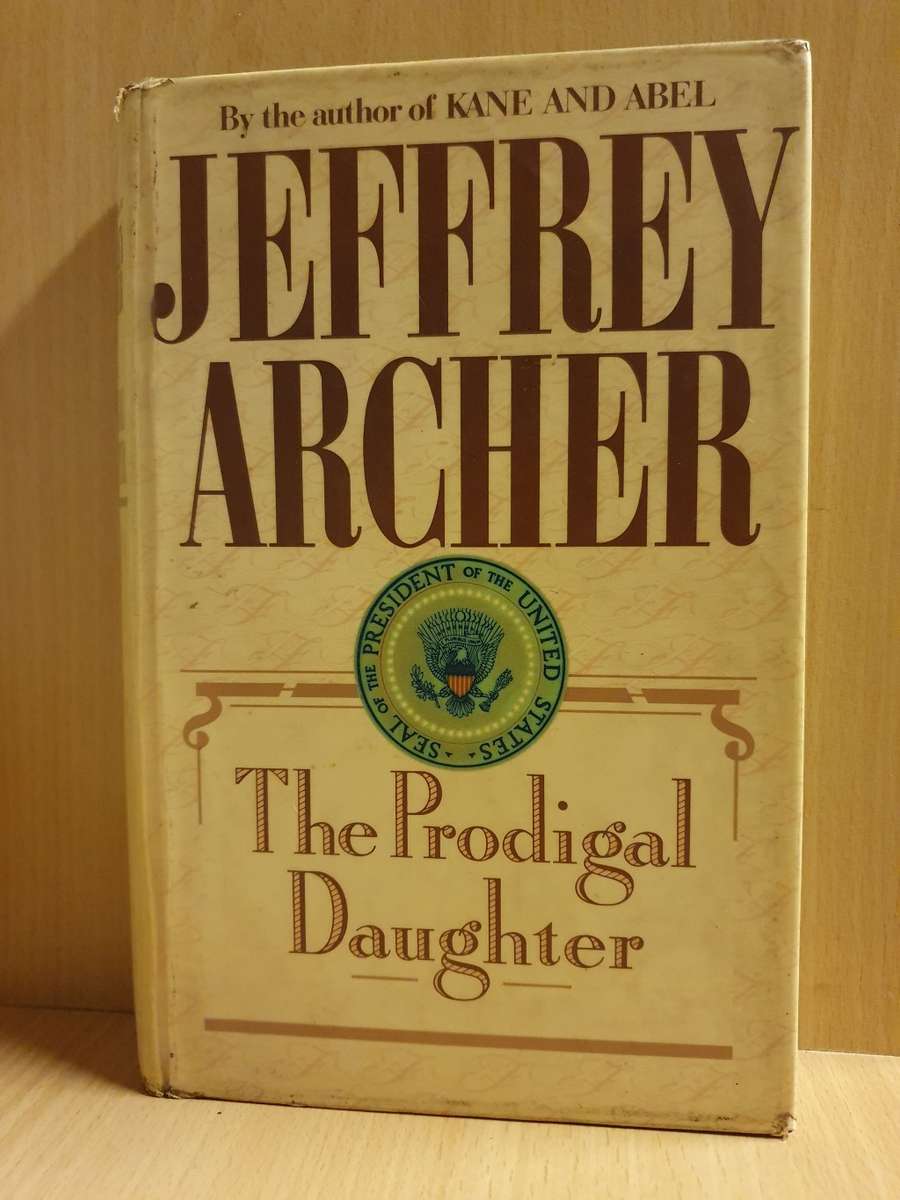 By the author of KANE AND ABEL
JEFFREY
ARCHER
SEAL OF THE PRESIDENT OF THE UNITED STATES
The Prodigal
Daughter